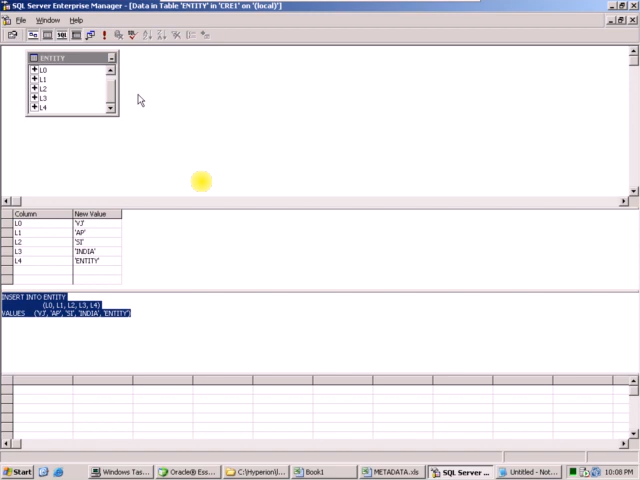 SQL Server Enterprise Manager - [Data in Table 'ENTITY' in 'CRE1' on '(local)']
File Window Help
SQL
ENTITY
L0
L1
L2
L3
L4
Column New Value
L0 'VJ'
L1 'AP'
L2 'SI'
L3 'INDIA'
L4 'ENTITY'
INSERT INTO ENTITY
(L0, L1, L2, L3, L4)
VALUES ('VJ', 'AP', 'SI', 'INDIA', 'ENTITY')
Start Windows Tas... Oracle® Ess... C:\Hyperion\l... Book1 METADATA.xls SQL Server ... Untitled - Not... 10:08 PM